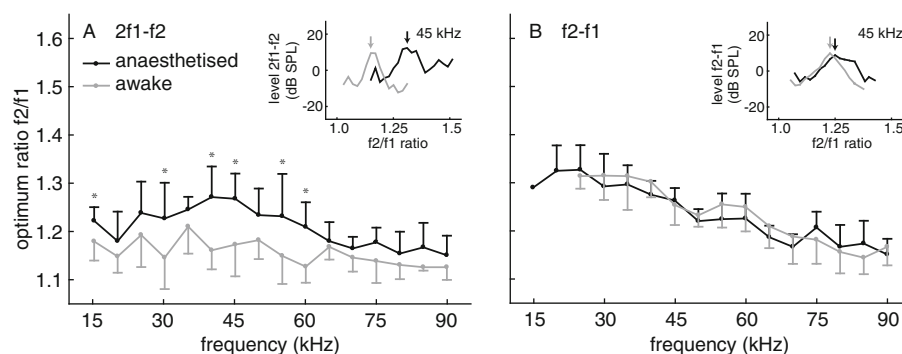 A 2f1-f2
anaesthetised
awake
optimum ratio f2/f1
1.6
1.5
1.4
1.3
1.2
1.1
15 30 45 60 75 90
frequency (kHz)
* * * * * *
45 kHz
level 2f1-f2
(dB SPL)
20
0
-20
1.0 1.25 1.5
f2/f1 ratio
B f2-f1
15 30 45 60 75 90
frequency (kHz)
45 kHz
level f2-f1
(dB SPL)
20
0
-20
1.0 1.25 1.5
f2/f1 ratio